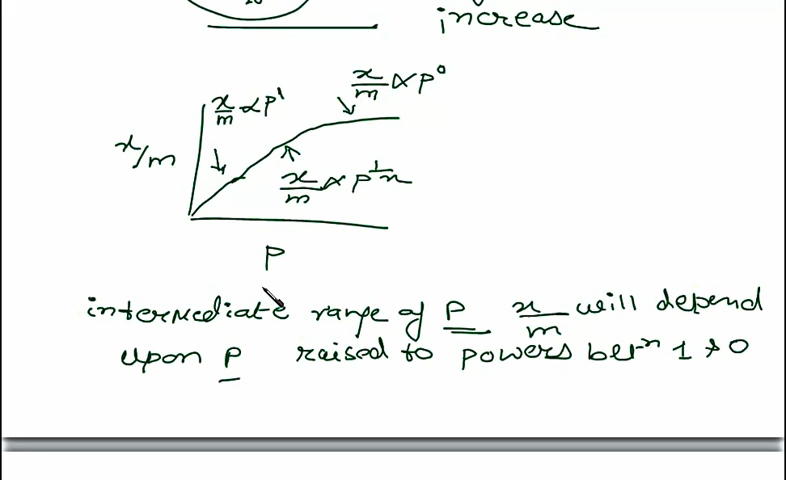 increase
x/m ∝ P¹
x/m ∝ P⁰
x/m
x/m ∝ P^1/n
P
intermediate range of P x/m will depend
upon P raised to powers betⁿ 1 & 0